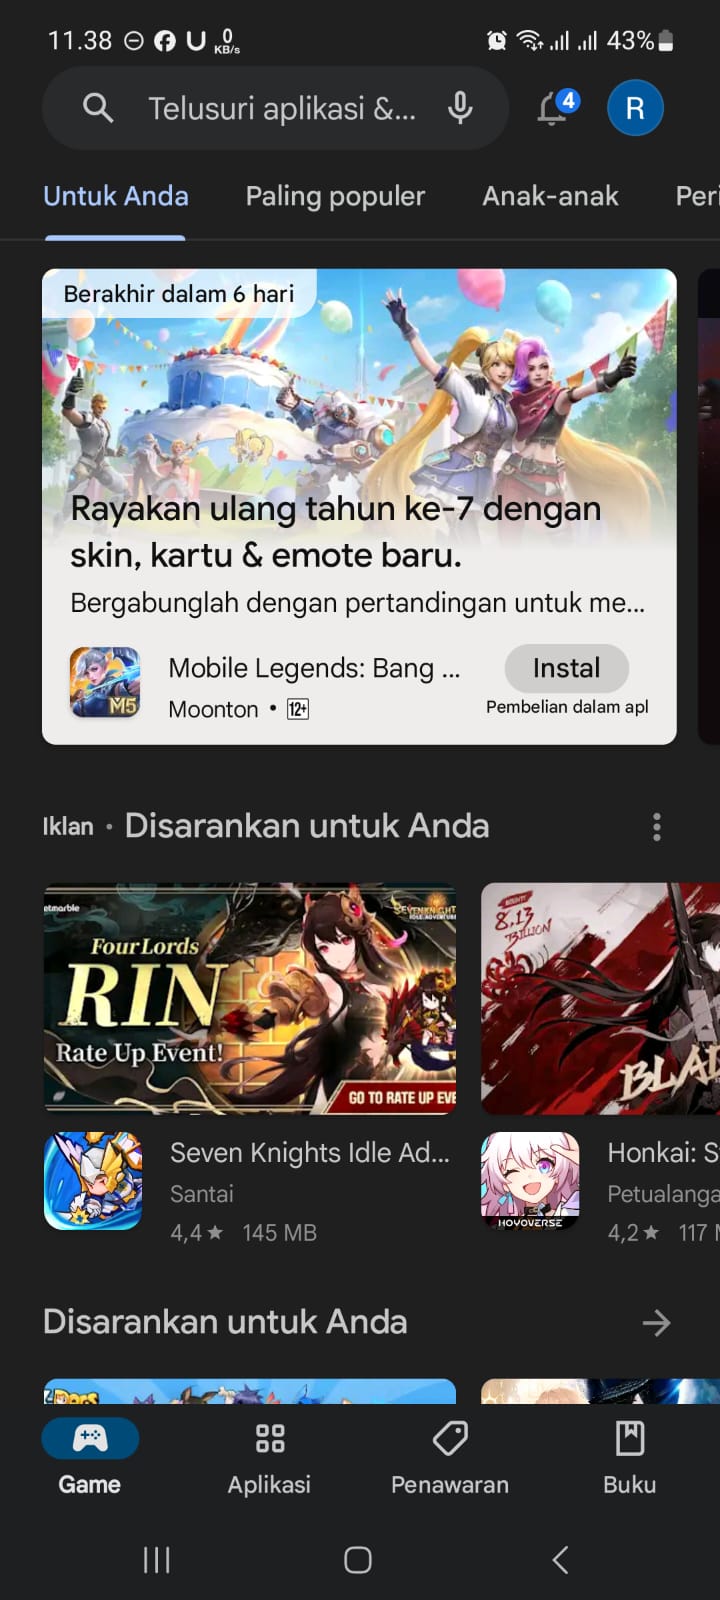 11.38
0
KB/s
43%
Telusuri aplikasi &...
4
R
Untuk Anda
Paling populer
Anak-anak
Peri
Berakhir dalam 6 hari
Rayakan ulang tahun ke-7 dengan
skin, kartu & emote baru.
Bergabunglah dengan pertandingan untuk me...
M5
Mobile Legends: Bang ...
Moonton • 12+
Instal
Pembelian dalam apl
Iklan • Disarankan untuk Anda
etmarble
SEVENKNIGHT
IDLE ADVENTURE
Four Lords
RIN
Rate Up Event!
GO TO RATE UP EVE
BOUNTY
8.13
BILLION
BLAD
Seven Knights Idle Ad...
Santai
4,4★ 145 MB
HOYOVERSE
Honkai: S
Petualanga
4,2★ 117 M
Disarankan untuk Anda
Game
Aplikasi
Penawaran
Buku